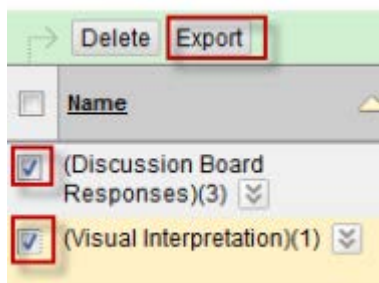 Delete Export
Name
(Discussion Board
Responses)(3)
(Visual Interpretation)(1)